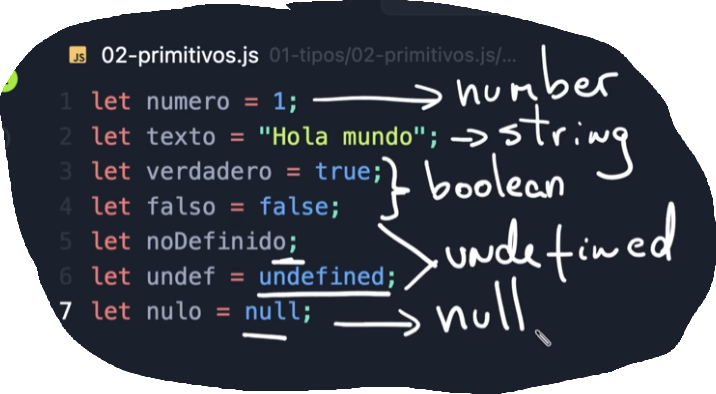 JS 02-primitivos.js 01-tipos/02-primitivos.js/...
1 let numero = 1; number
2 let texto = "Hola mundo"; string
3 let verdadero = true;
boolean
4 let falso = false;
5 let noDefinido;
undefined
6 let undef = undefined;
7 let nulo = null; null